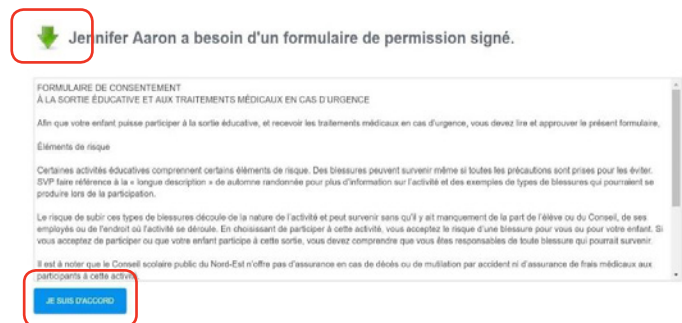 Jennifer Aaron a besoin d'un formulaire de permission signé.
FORMULAIRE DE CONSENTEMENT
À LA SORTIE ÉDUCATIVE ET AUX TRAITEMENTS MÉDICAUX EN CAS D'URGENCE
Afin que votre enfant puisse participer à la sortie éducative, et recevoir les traitements médicaux en cas d'urgence, vous devez lire et approuver le présent formulaire,
Éléments de risque
Certaines activités éducatives comprennent certains éléments de risque. Des blessures peuvent survenir même si toutes les précautions sont prises pour les éviter.
SVP faire référence à la « longue description » de automne randonnée pour plus d'information sur l'activité et des exemples de types de blessures qui pourraient se
produire lors de la participation.
Le risque de subir ces types de blessures découle de la nature de l'activité et peut survenir sans qu'il y ait manquement de la part de l'élève ou du Conseil, de ses
employés ou de l'endroit où l'activité se déroule. En choisissant de participer à cette activité, vous acceptez le risque d'une blessure pour vous ou pour votre enfant. Si
vous acceptez de participer ou que votre enfant participe à cette sortie, vous devez comprendre que vous êtes responsables de toute blessure qui pourrait survenir.
Il est à noter que le Conseil scolaire public du Nord-Est n'offre pas d'assurance en cas de décès ou de mutilation par accident ni d'assurance de frais médicaux aux
participants à cette activité.
JE SUIS D'ACCORD